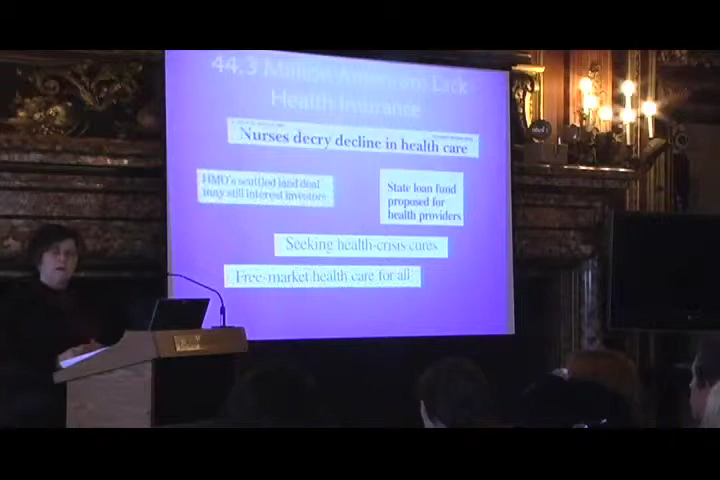 44.3 Million Americans Lack
Health Insurance
Nurses decry decline in health care
HMO's scuttled land deal
may still interest investors
State loan fund
proposed for
health providers
Seeking health-crisis cures
Free-market health care for all